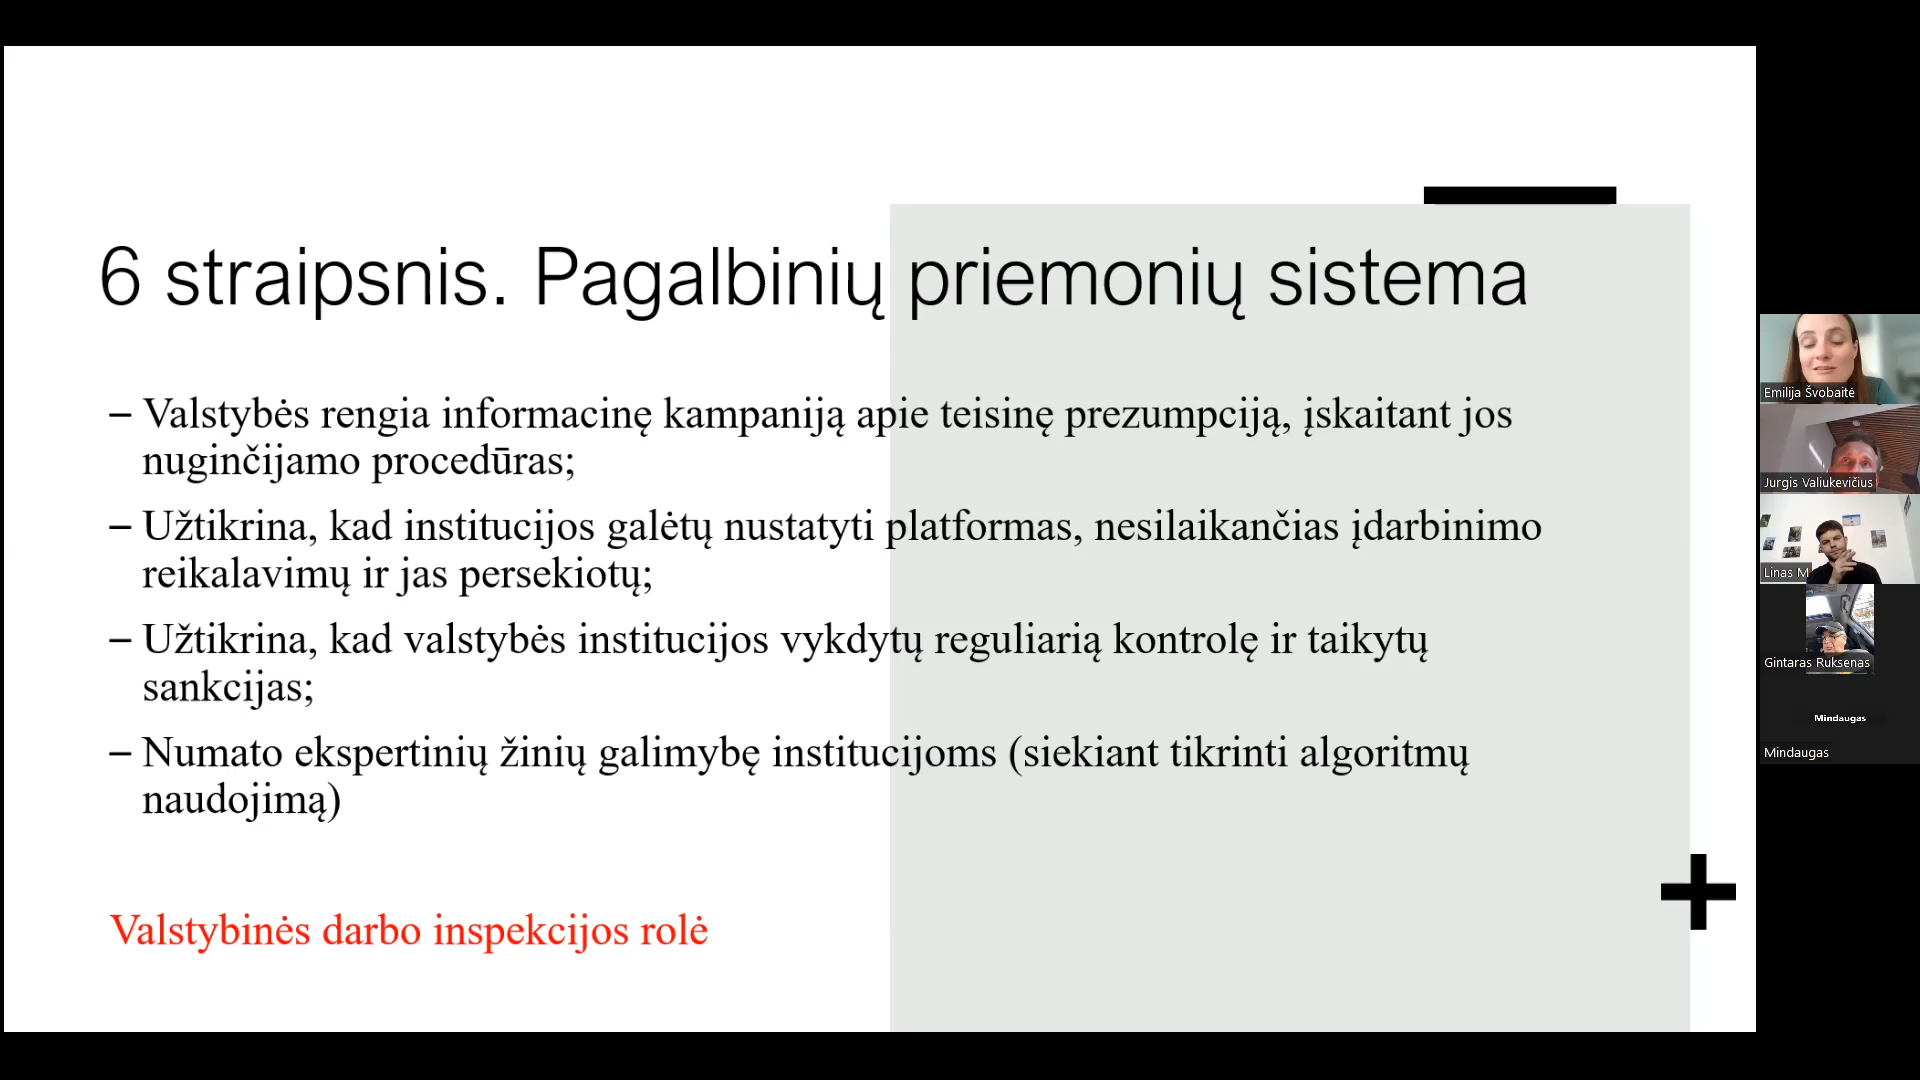 6 straipsnis. Pagalbinių priemonių sistema
– Valstybės rengia informacinę kampaniją apie teisinę prezumpciją, įskaitant jos
nuginčijamo procedūras;
– Užtikrina, kad institucijos galėtų nustatyti platformas, nesilaikančias įdarbinimo
reikalavimų ir jas persekiotų;
– Užtikrina, kad valstybės institucijos vykdytų reguliarią kontrolę ir taikytų
sankcijas;
– Numato ekspertinių žinių galimybę institucijoms (siekiant tikrinti algoritmų
naudojimą)
Valstybinės darbo inspekcijos rolė
Emilija Švobaitė
Jurgis Valiukevičius
Linas M
Gintaras Ruksenas
Mindaugas
Mindaugas